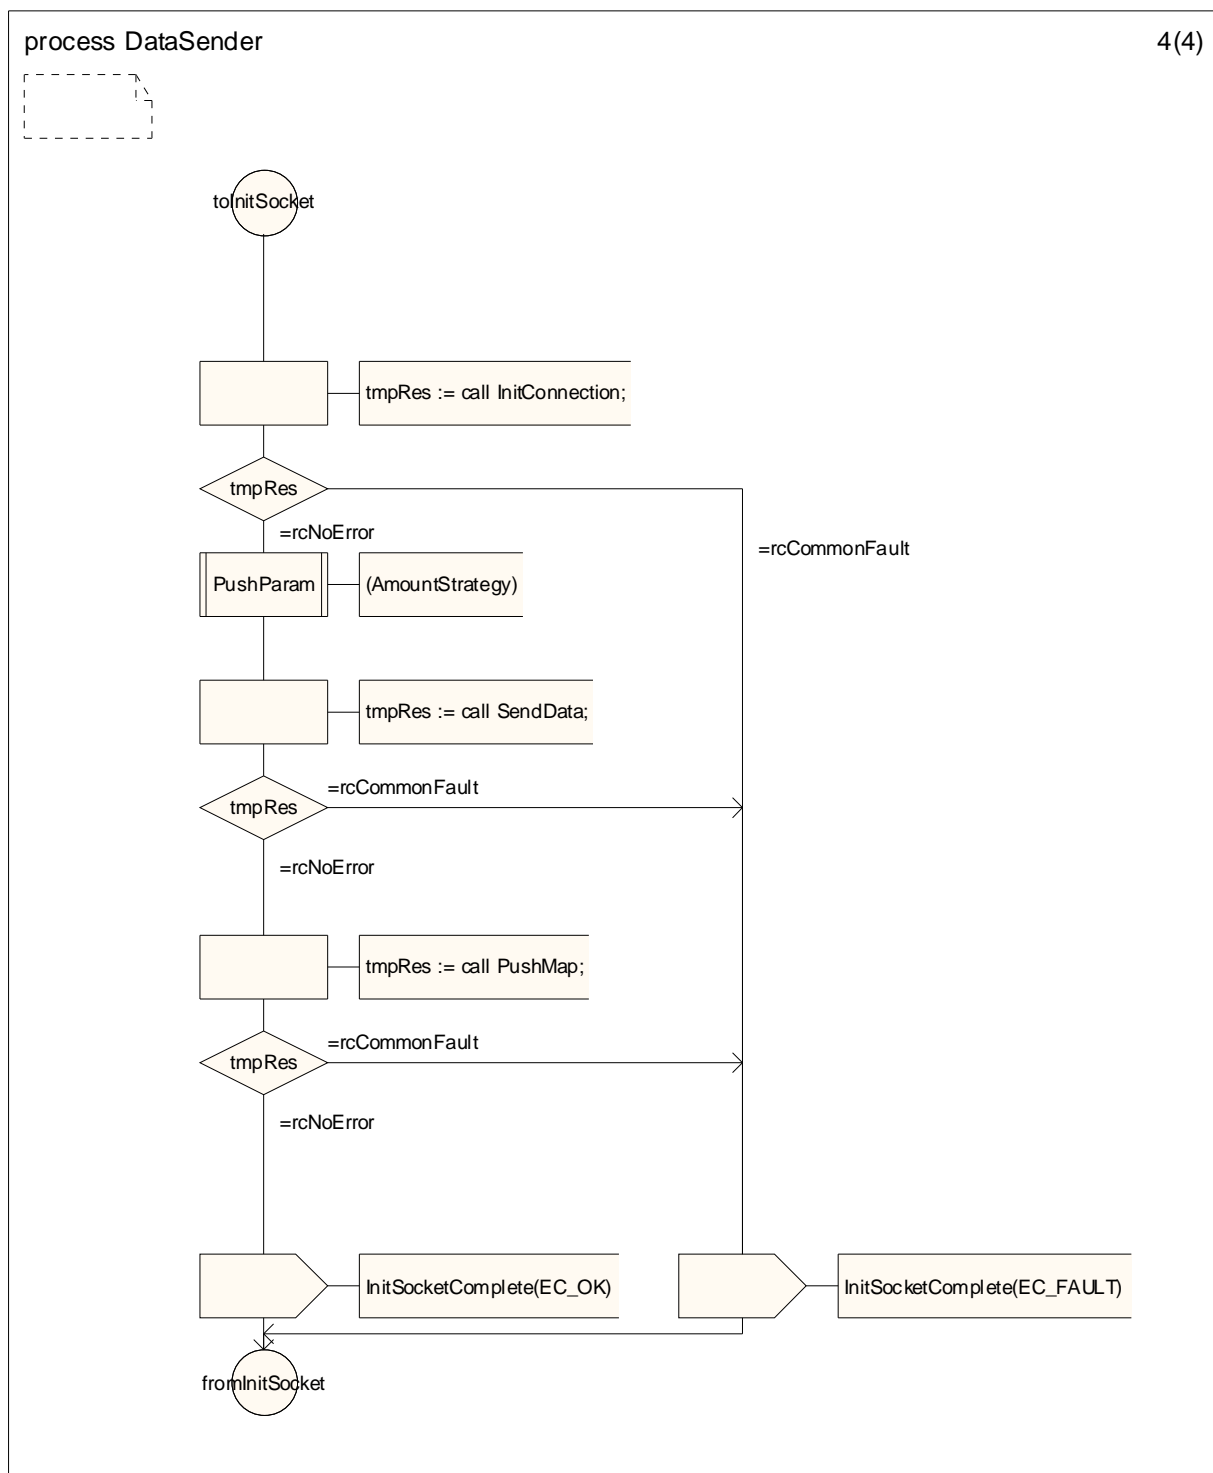 process DataSender
4(4)
toInitSocket
tmpRes := call InitConnection;
tmpRes
=rcNoError
=rcCommonFault
PushParam
(AmountStrategy)
tmpRes := call SendData;
=rcCommonFault
tmpRes
=rcNoError
tmpRes := call PushMap;
=rcCommonFault
tmpRes
=rcNoError
InitSocketComplete(EC_OK)
InitSocketComplete(EC_FAULT)
fromInitSocket